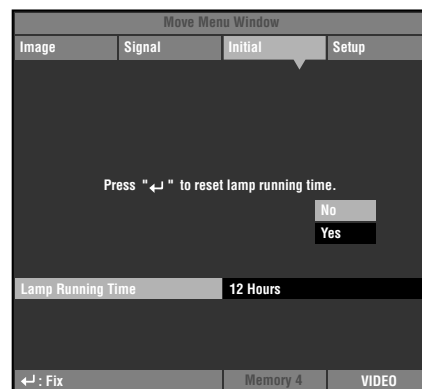 Move Menu Window
Image Signal Initial Setup
Press "↵" to reset lamp running time.
No
Yes
Lamp Running Time 12 Hours
↵: Fix Memory 4 VIDEO